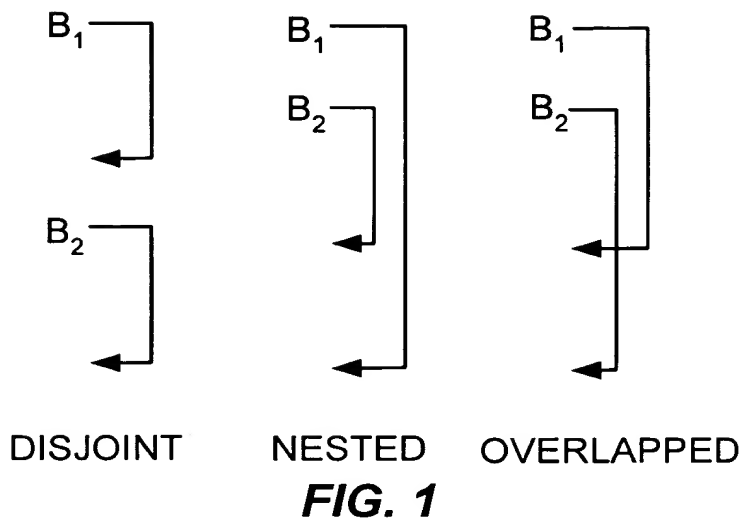 B₁
B₂
DISJOINT
B₁
B₂
NESTED
B₁
B₂
OVERLAPPED
FIG. 1